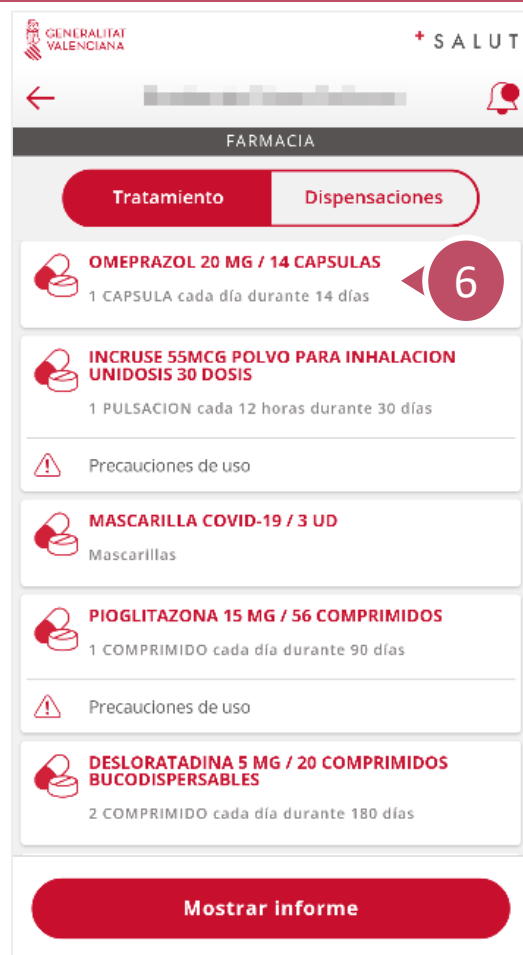 GENERALITAT
VALENCIANA
+ S A L U T
FARMACIA
Tratamiento
Dispensaciones
OMEPRAZOL 20 MG / 14 CAPSULAS
1 CAPSULA cada día durante 14 días
6
INCRUSE 55MCG POLVO PARA INHALACION
UNIDOSIS 30 DOSIS
1 PULSACION cada 12 horas durante 30 días
Precauciones de uso
MASCARILLA COVID-19 / 3 UD
Mascarillas
PIOGLITAZONA 15 MG / 56 COMPRIMIDOS
1 COMPRIMIDO cada día durante 90 días
Precauciones de uso
DESLORATADINA 5 MG / 20 COMPRIMIDOS
BUCODISPERSABLES
2 COMPRIMIDO cada día durante 180 días
Mostrar informe